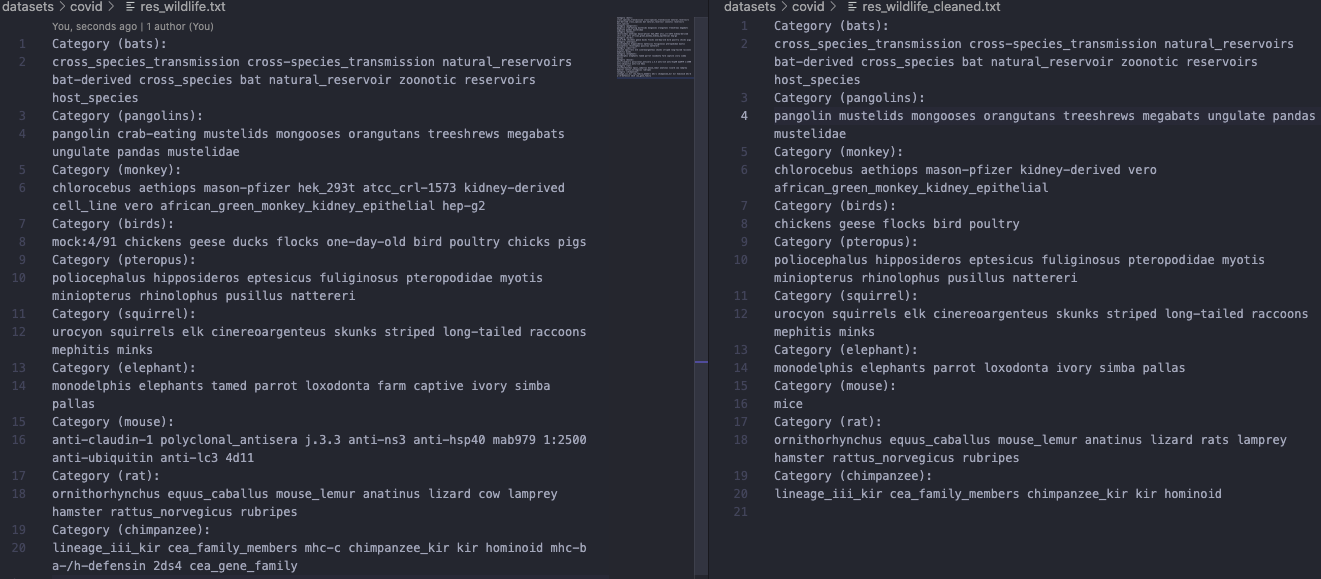 datasets > covid > res_wildlife.txt
You, seconds ago | 1 author (You)
1 Category (bats):
2 cross_species_transmission cross-species_transmission natural_reservoirs
bat-derived cross_species bat natural_reservoir zoonotic reservoirs
host_species
3 Category (pangolins):
4 pangolin crab-eating mustelids mongooses orangutans treeshrews megabats
ungulate pandas mustelidae
5 Category (monkey):
6 chlorocebus aethiops mason-pfizer hek_293t atcc_crl-1573 kidney-derived
cell_line vero african_green_monkey_kidney_epithelial hep-g2
7 Category (birds):
8 mock:4/91 chickens geese ducks flocks one-day-old bird poultry chicks pigs
9 Category (pteropus):
10 poliocephalus hipposideros eptesicus fuliginosus pteropodidae myotis
miniopterus rhinolophus pusillus nattereri
11 Category (squirrel):
12 urocyon squirrels elk cinereoargenteus skunks striped long-tailed raccoons
mephitis minks
13 Category (elephant):
14 monodelphis elephants tamed parrot loxodonta farm captive ivory simba
pallas
15 Category (mouse):
16 anti-claudin-1 polyclonal_antisera j.3.3 anti-ns3 anti-hsp40 mab979 1:2500
anti-ubiquitin anti-lc3 4d11
17 Category (rat):
18 ornithorhynchus equus_caballus mouse_lemur anatinus lizard cow lamprey
hamster rattus_norvegicus rubripes
19 Category (chimpanzee):
20 lineage_iii_kir cea_family_members mhc-c chimpanzee_kir kir hominoid mhc-b
a-/h-defensin 2ds4 cea_gene_family
datasets > covid > res_wildlife_cleaned.txt
1 Category (bats):
2 cross_species_transmission cross-species_transmission natural_reservoirs
bat-derived cross_species bat natural_reservoir zoonotic reservoirs
host_species
3 Category (pangolins):
4 pangolin mustelids mongooses orangutans treeshrews megabats ungulate pandas
mustelidae
5 Category (monkey):
6 chlorocebus aethiops mason-pfizer kidney-derived vero
african_green_monkey_kidney_epithelial
7 Category (birds):
8 chickens geese flocks bird poultry
9 Category (pteropus):
10 poliocephalus hipposideros eptesicus fuliginosus pteropodidae myotis
miniopterus rhinolophus pusillus nattereri
11 Category (squirrel):
12 urocyon squirrels elk cinereoargenteus skunks striped long-tailed raccoons
mephitis minks
13 Category (elephant):
14 monodelphis elephants parrot loxodonta ivory simba pallas
15 Category (mouse):
16 mice
17 Category (rat):
18 ornithorhynchus equus_caballus mouse_lemur anatinus lizard rats lamprey
hamster rattus_norvegicus rubripes
19 Category (chimpanzee):
20 lineage_iii_kir cea_family_members chimpanzee_kir kir hominoid
21